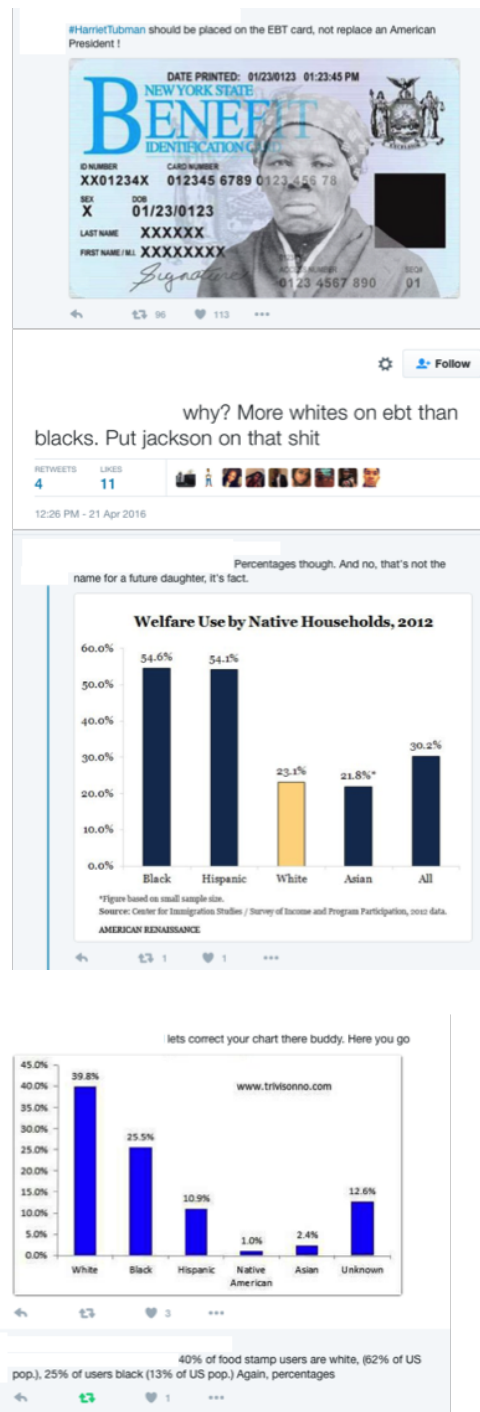 #HarrietTubman should be placed on the EBT card, not replace an American
President !
DATE PRINTED: 01/23/0123 01:23:45 PM
NEW YORK STATE
BENEFIT
IDENTIFICATION CARD
ID NUMBER CARD NUMBER
XX01234X 012345 6789 0123 456 78
SEX DOB
X 01/23/0123
LAST NAME XXXXXX
FIRST NAME / M.I. XXXXXXXX
Signature
ACCESS NUMBER SEQ#
0123 4567 890 01
EXCELSIOR
96 113
Follow
why? More whites on ebt than
blacks. Put jackson on that shit
RETWEETS LIKES
4 11
12:26 PM - 21 Apr 2016
Percentages though. And no, that's not the
name for a future daughter, it's fact.
Welfare Use by Native Households, 2012
60.0%
54.6% 54.1%
50.0%
40.0%
30.2%
30.0%
23.1% 21.8%*
20.0%
10.0%
0.0%
Black Hispanic White Asian All
*Figure based on small sample size.
Source: Center for Immigration Studies / Survey of Income and Program Participation, 2012 data.
AMERICAN RENAISSANCE
1 1
lets correct your chart there buddy. Here you go
45.0%
39.8%
40.0% www.trivisonno.com
35.0%
30.0%
25.5%
25.0%
20.0%
15.0%
12.6%
10.9%
10.0%
5.0%
1.0% 2.4%
0.0%
White Black Hispanic Native Asian Unknown
American
3
40% of food stamp users are white, (62% of US
pop.), 25% of users black (13% of US pop.) Again, percentages
1